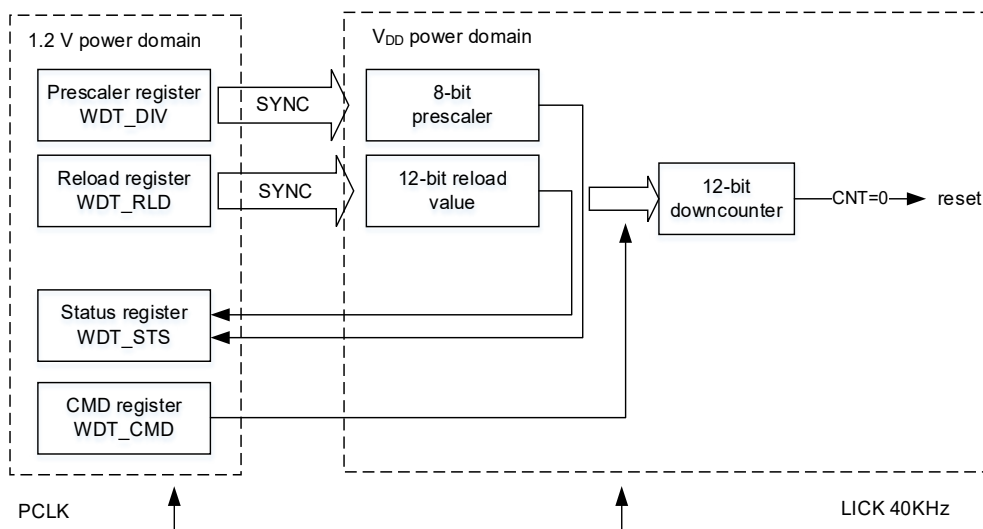 1.2 V power domain
Prescaler register
WDT_DIV
SYNC
Reload register
WDT_RLD
SYNC
Status register
WDT_STS
CMD register
WDT_CMD
VDD power domain
8-bit
prescaler
12-bit reload
value
12-bit
downcounter
CNT=0
reset
PCLK
LICK 40KHz